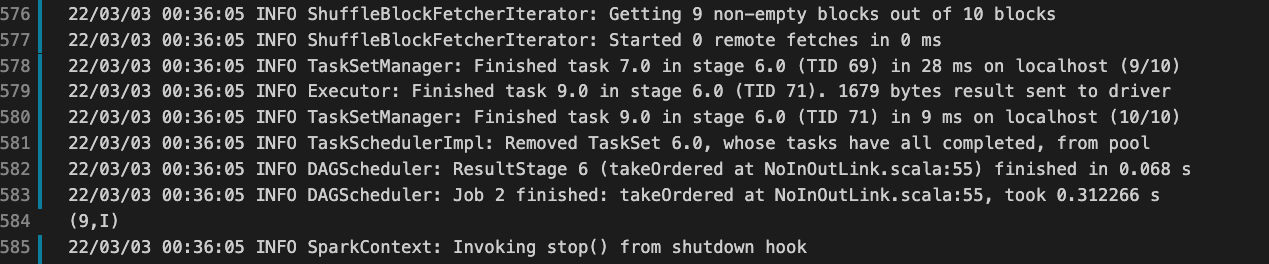 576 22/03/03 00:36:05 INFO ShuffleBlockFetcherIterator: Getting 9 non-empty blocks out of 10 blocks
577 22/03/03 00:36:05 INFO ShuffleBlockFetcherIterator: Started 0 remote fetches in 0 ms
578 22/03/03 00:36:05 INFO TaskSetManager: Finished task 7.0 in stage 6.0 (TID 69) in 28 ms on localhost (9/10)
579 22/03/03 00:36:05 INFO Executor: Finished task 9.0 in stage 6.0 (TID 71). 1679 bytes result sent to driver
580 22/03/03 00:36:05 INFO TaskSetManager: Finished task 9.0 in stage 6.0 (TID 71) in 9 ms on localhost (10/10)
581 22/03/03 00:36:05 INFO TaskSchedulerImpl: Removed TaskSet 6.0, whose tasks have all completed, from pool
582 22/03/03 00:36:05 INFO DAGScheduler: ResultStage 6 (takeOrdered at NoInOutLink.scala:55) finished in 0.068 s
583 22/03/03 00:36:05 INFO DAGScheduler: Job 2 finished: takeOrdered at NoInOutLink.scala:55, took 0.312266 s
584 (9,I)
585 22/03/03 00:36:05 INFO SparkContext: Invoking stop() from shutdown hook